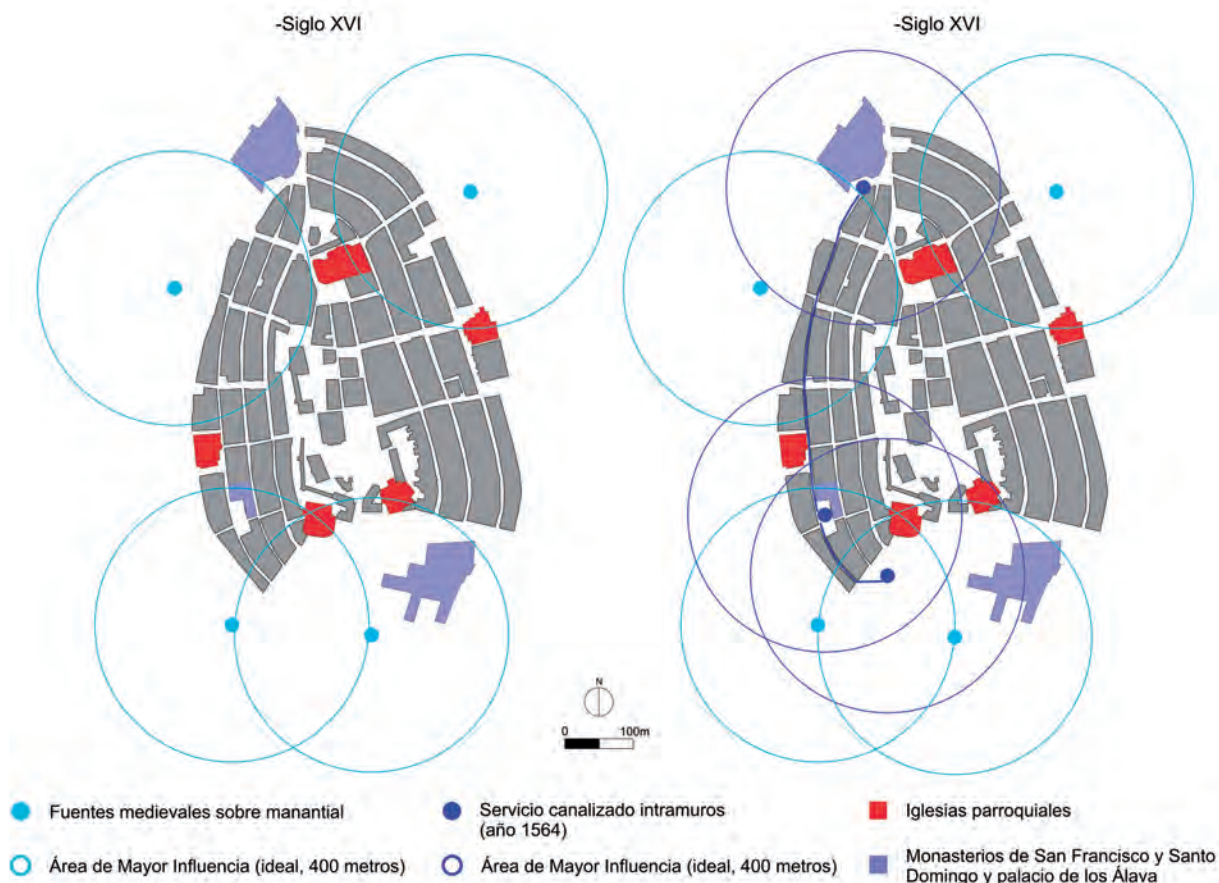 -Siglo XVI
-Siglo XVI
N
0 100m
Fuentes medievales sobre manantial
Servicio canalizado intramuros
(año 1564)
Iglesias parroquiales
Área de Mayor Influencia (ideal, 400 metros)
Área de Mayor Influencia (ideal, 400 metros)
Monasterios de San Francisco y Santo
Domingo y palacio de los Álava